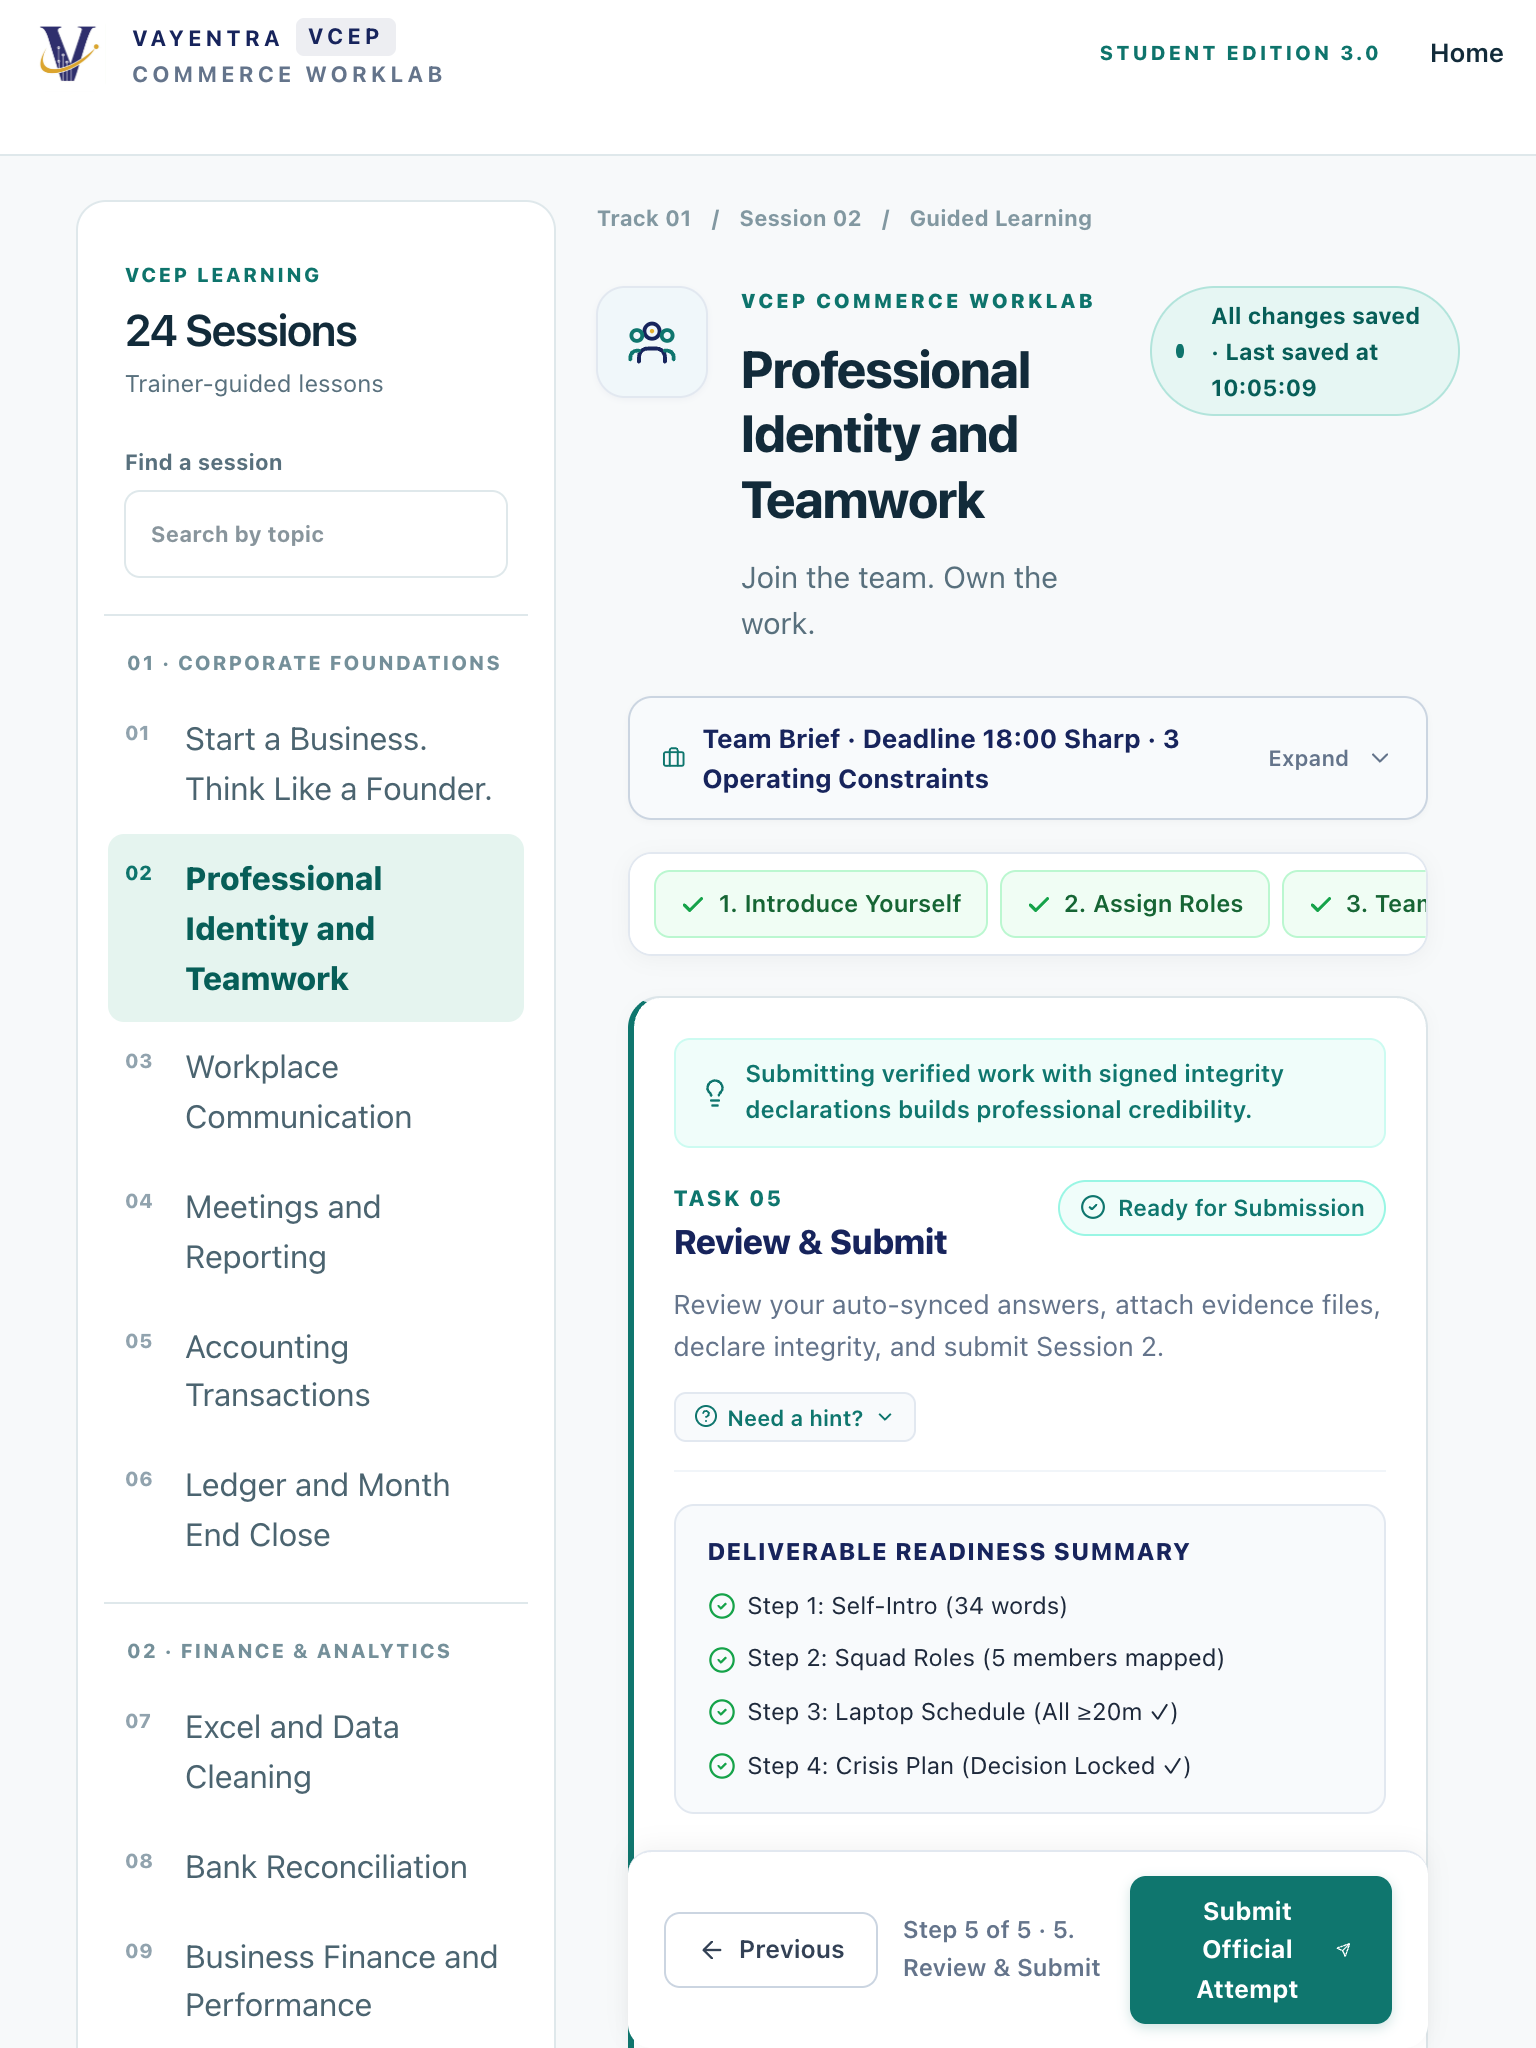 VAYENTRA VCEP
COMMERCE WORKLAB
STUDENT EDITION 3.0
Home
VCEP LEARNING
24 Sessions
Trainer-guided lessons
Find a session
Search by topic
01 · CORPORATE FOUNDATIONS
01 Start a Business.
Think Like a Founder.
02 Professional
Identity and
Teamwork
03 Workplace
Communication
04 Meetings and
Reporting
05 Accounting
Transactions
06 Ledger and Month
End Close
02 · FINANCE & ANALYTICS
07 Excel and Data
Cleaning
08 Bank Reconciliation
09 Business Finance and
Performance
Track 01 / Session 02 / Guided Learning
VCEP COMMERCE WORKLAB
Professional
Identity and
Teamwork
Join the team. Own the
work.
All changes saved
· Last saved at
10:05:09
Team Brief · Deadline 18:00 Sharp · 3
Operating Constraints
Expand
✓ 1. Introduce Yourself
✓ 2. Assign Roles
✓ 3. Team
Submitting verified work with signed integrity
declarations builds professional credibility.
TASK 05
Review & Submit
Ready for Submission
Review your auto-synced answers, attach evidence files,
declare integrity, and submit Session 2.
Need a hint?
DELIVERABLE READINESS SUMMARY
Step 1: Self-Intro (34 words)
Step 2: Squad Roles (5 members mapped)
Step 3: Laptop Schedule (All ≥20m ✓)
Step 4: Crisis Plan (Decision Locked ✓)
← Previous
Step 5 of 5 · 5.
Review & Submit
Submit
Official
Attempt